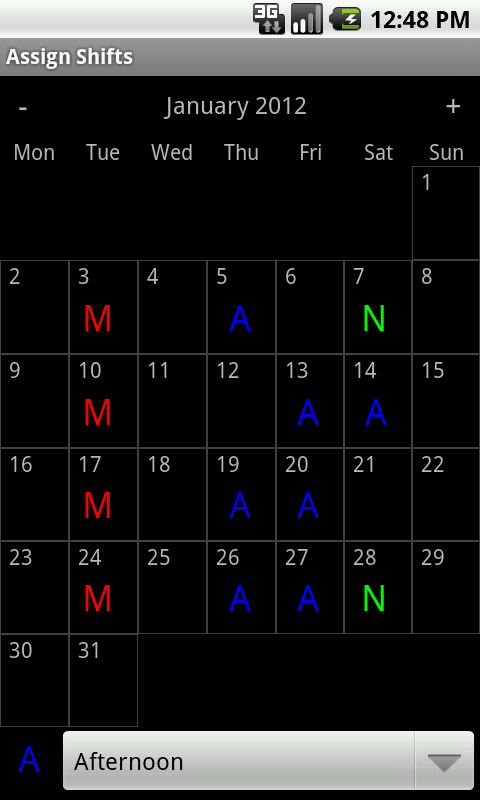 3G 12:48 PM
Assign Shifts
- January 2012 +
Mon Tue Wed Thu Fri Sat Sun
1
2 3 4 5 6 7 8
M A N
9 10 11 12 13 14 15
M A A
16 17 18 19 20 21 22
M A A
23 24 25 26 27 28 29
M A A N
30 31
A Afternoon